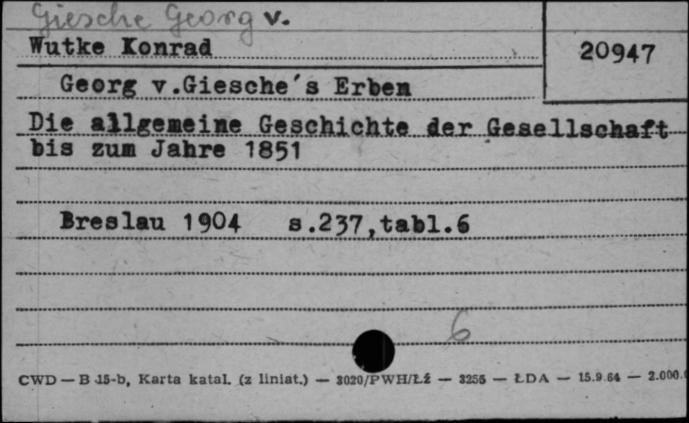 Giesche Georg v.
Wutke Konrad
20947
Georg v.Giesche´s Erben
Die allgemeine Geschichte der Gesellschaft
bis zum Jahre 1851
Breslau 1904 s.237,tabl.6
6
CWD — B 15-b, Karta katal. (z liniat.) — 3020/PWH/Łź — 3255 — ŁDA — 15.9.64 — 2.000.